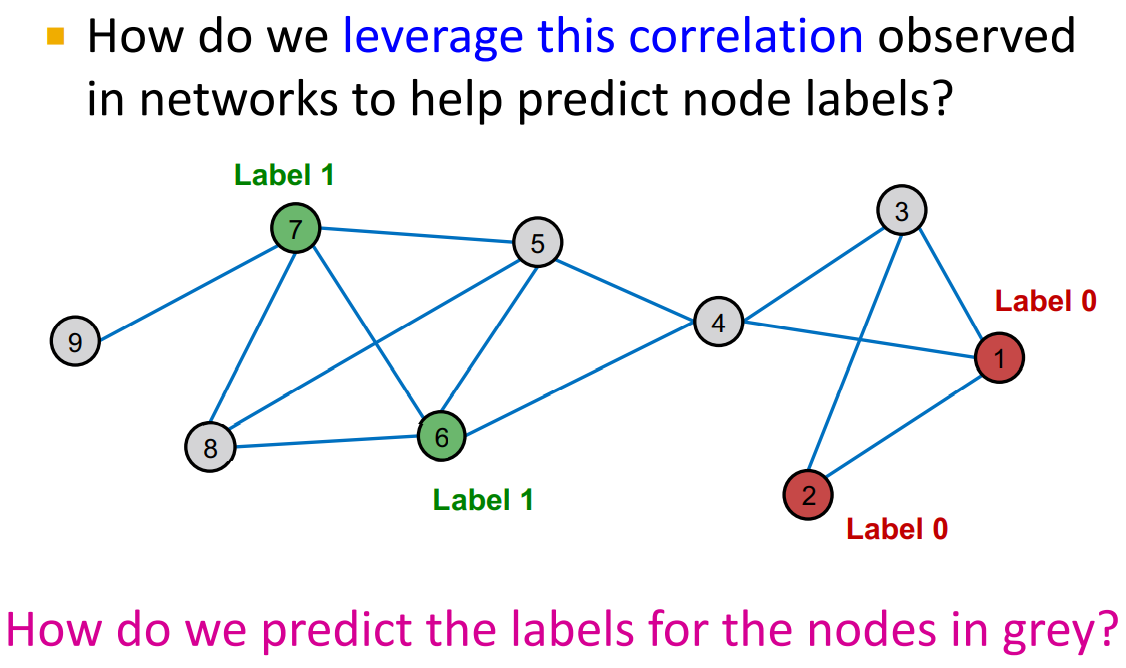 How do we leverage this correlation observed
in networks to help predict node labels?
Label 1
7
5
3
Label 0
9
4
1
8
6
2
Label 1
Label 0
How do we predict the labels for the nodes in grey?